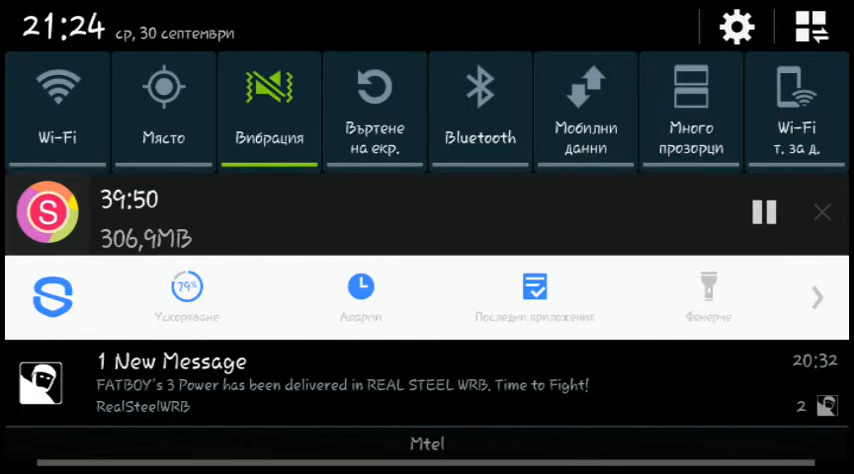 21:24 ср, 30 септември
Wi-Fi
Място
Вибрация
Въртене
на екр.
Bluetooth
Мобилни
данни
Много
прозорци
Wi-Fi
т. за д.
S
39:50
306,9MB
79%
Ускоряване
Аларми
Последни приложения
Фенерче
1 New Message
20:32
FATBOY's 3 Power has been delivered in REAL STEEL WRB. Time to Fight!
RealSteelWRB
2
Mtel